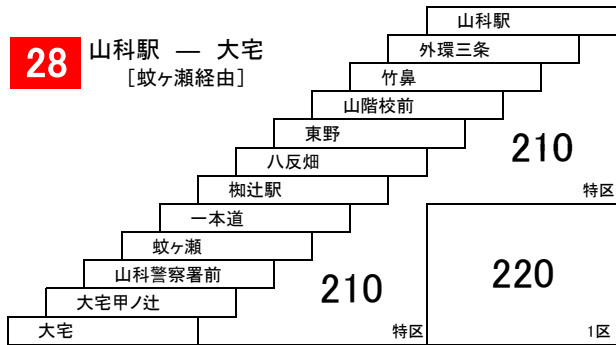 28
山科駅 ― 大宅
[蚊ヶ瀬経由]
山科駅
外環三条
竹鼻
山階校前
東野
八反畑
椥辻駅
一本道
蚊ヶ瀬
山科警察署前
大宅甲ノ辻
大宅
210
特区
210
特区
220
1区